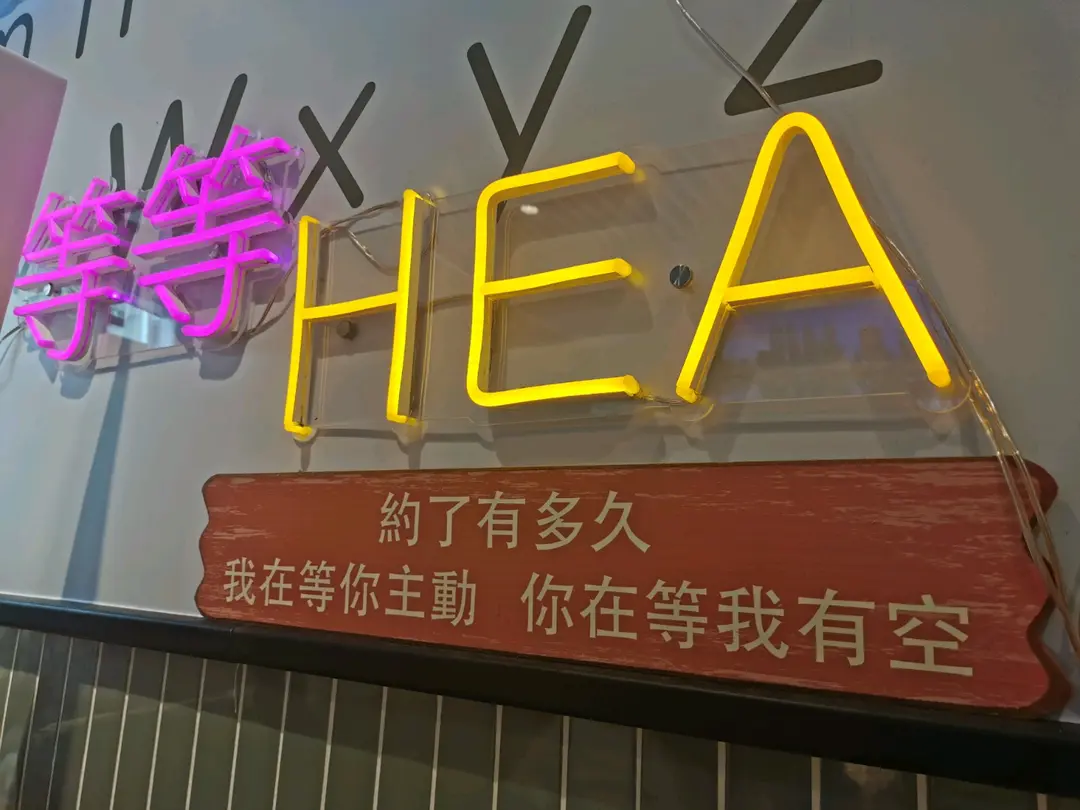 W x y z
等等HEA
約了有多久
我在等你主動 你在等我有空